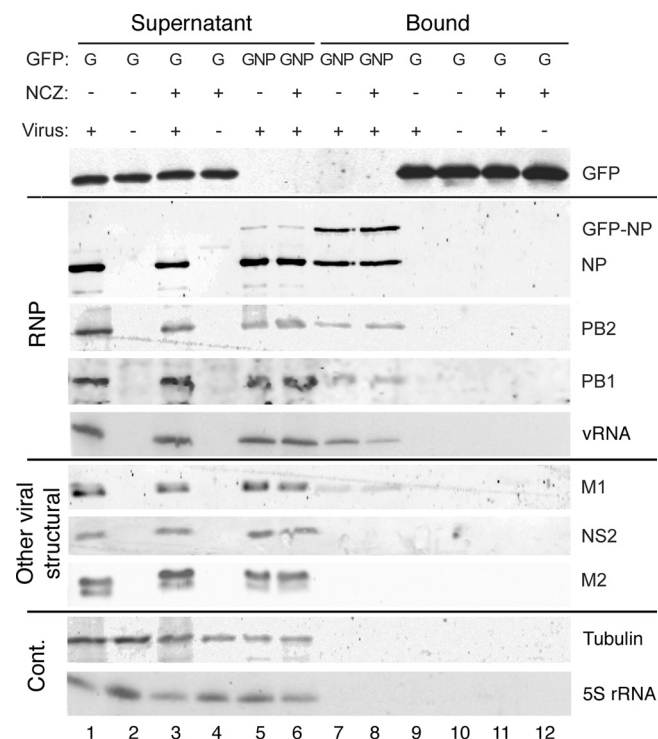 Supernatant Bound
GFP: G G G G GNP GNP GNP GNP G G G G
NCZ: - - + + - + - + - - + +
Virus: + - + - + + + + + - + -
GFP
RNP
GFP-NP
NP
PB2
PB1
vRNA
Other viral
structural
M1
NS2
M2
Cont.
Tubulin
5S rRNA
1 2 3 4 5 6 7 8 9 10 11 12